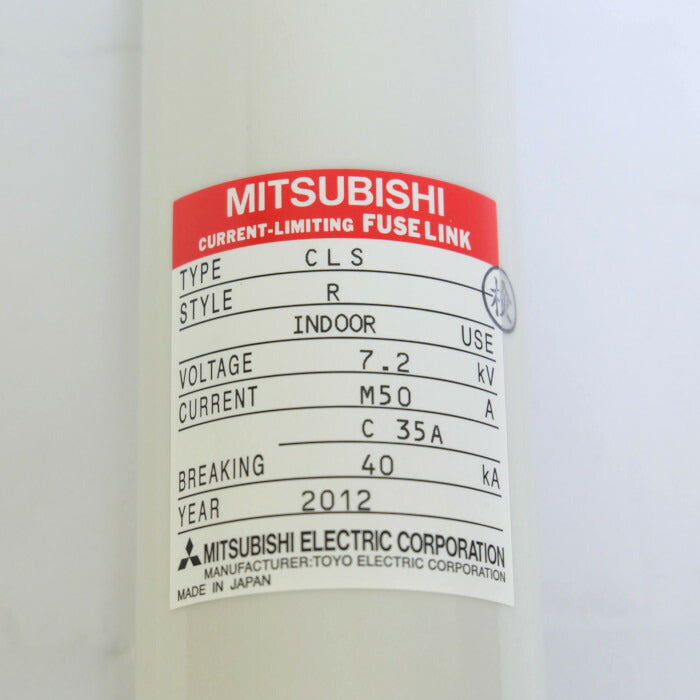 MITSUBISHI
CURRENT-LIMITING FUSE LINK
TYPE CLS
STYLE R
INDOOR USE
VOLTAGE 7.2 kV
CURRENT M50 A
C 35A
BREAKING 40 kA
YEAR 2012
MITSUBISHI ELECTRIC CORPORATION
MANUFACTURER:TOYO ELECTRIC CORPORATION
MADE IN JAPAN
検